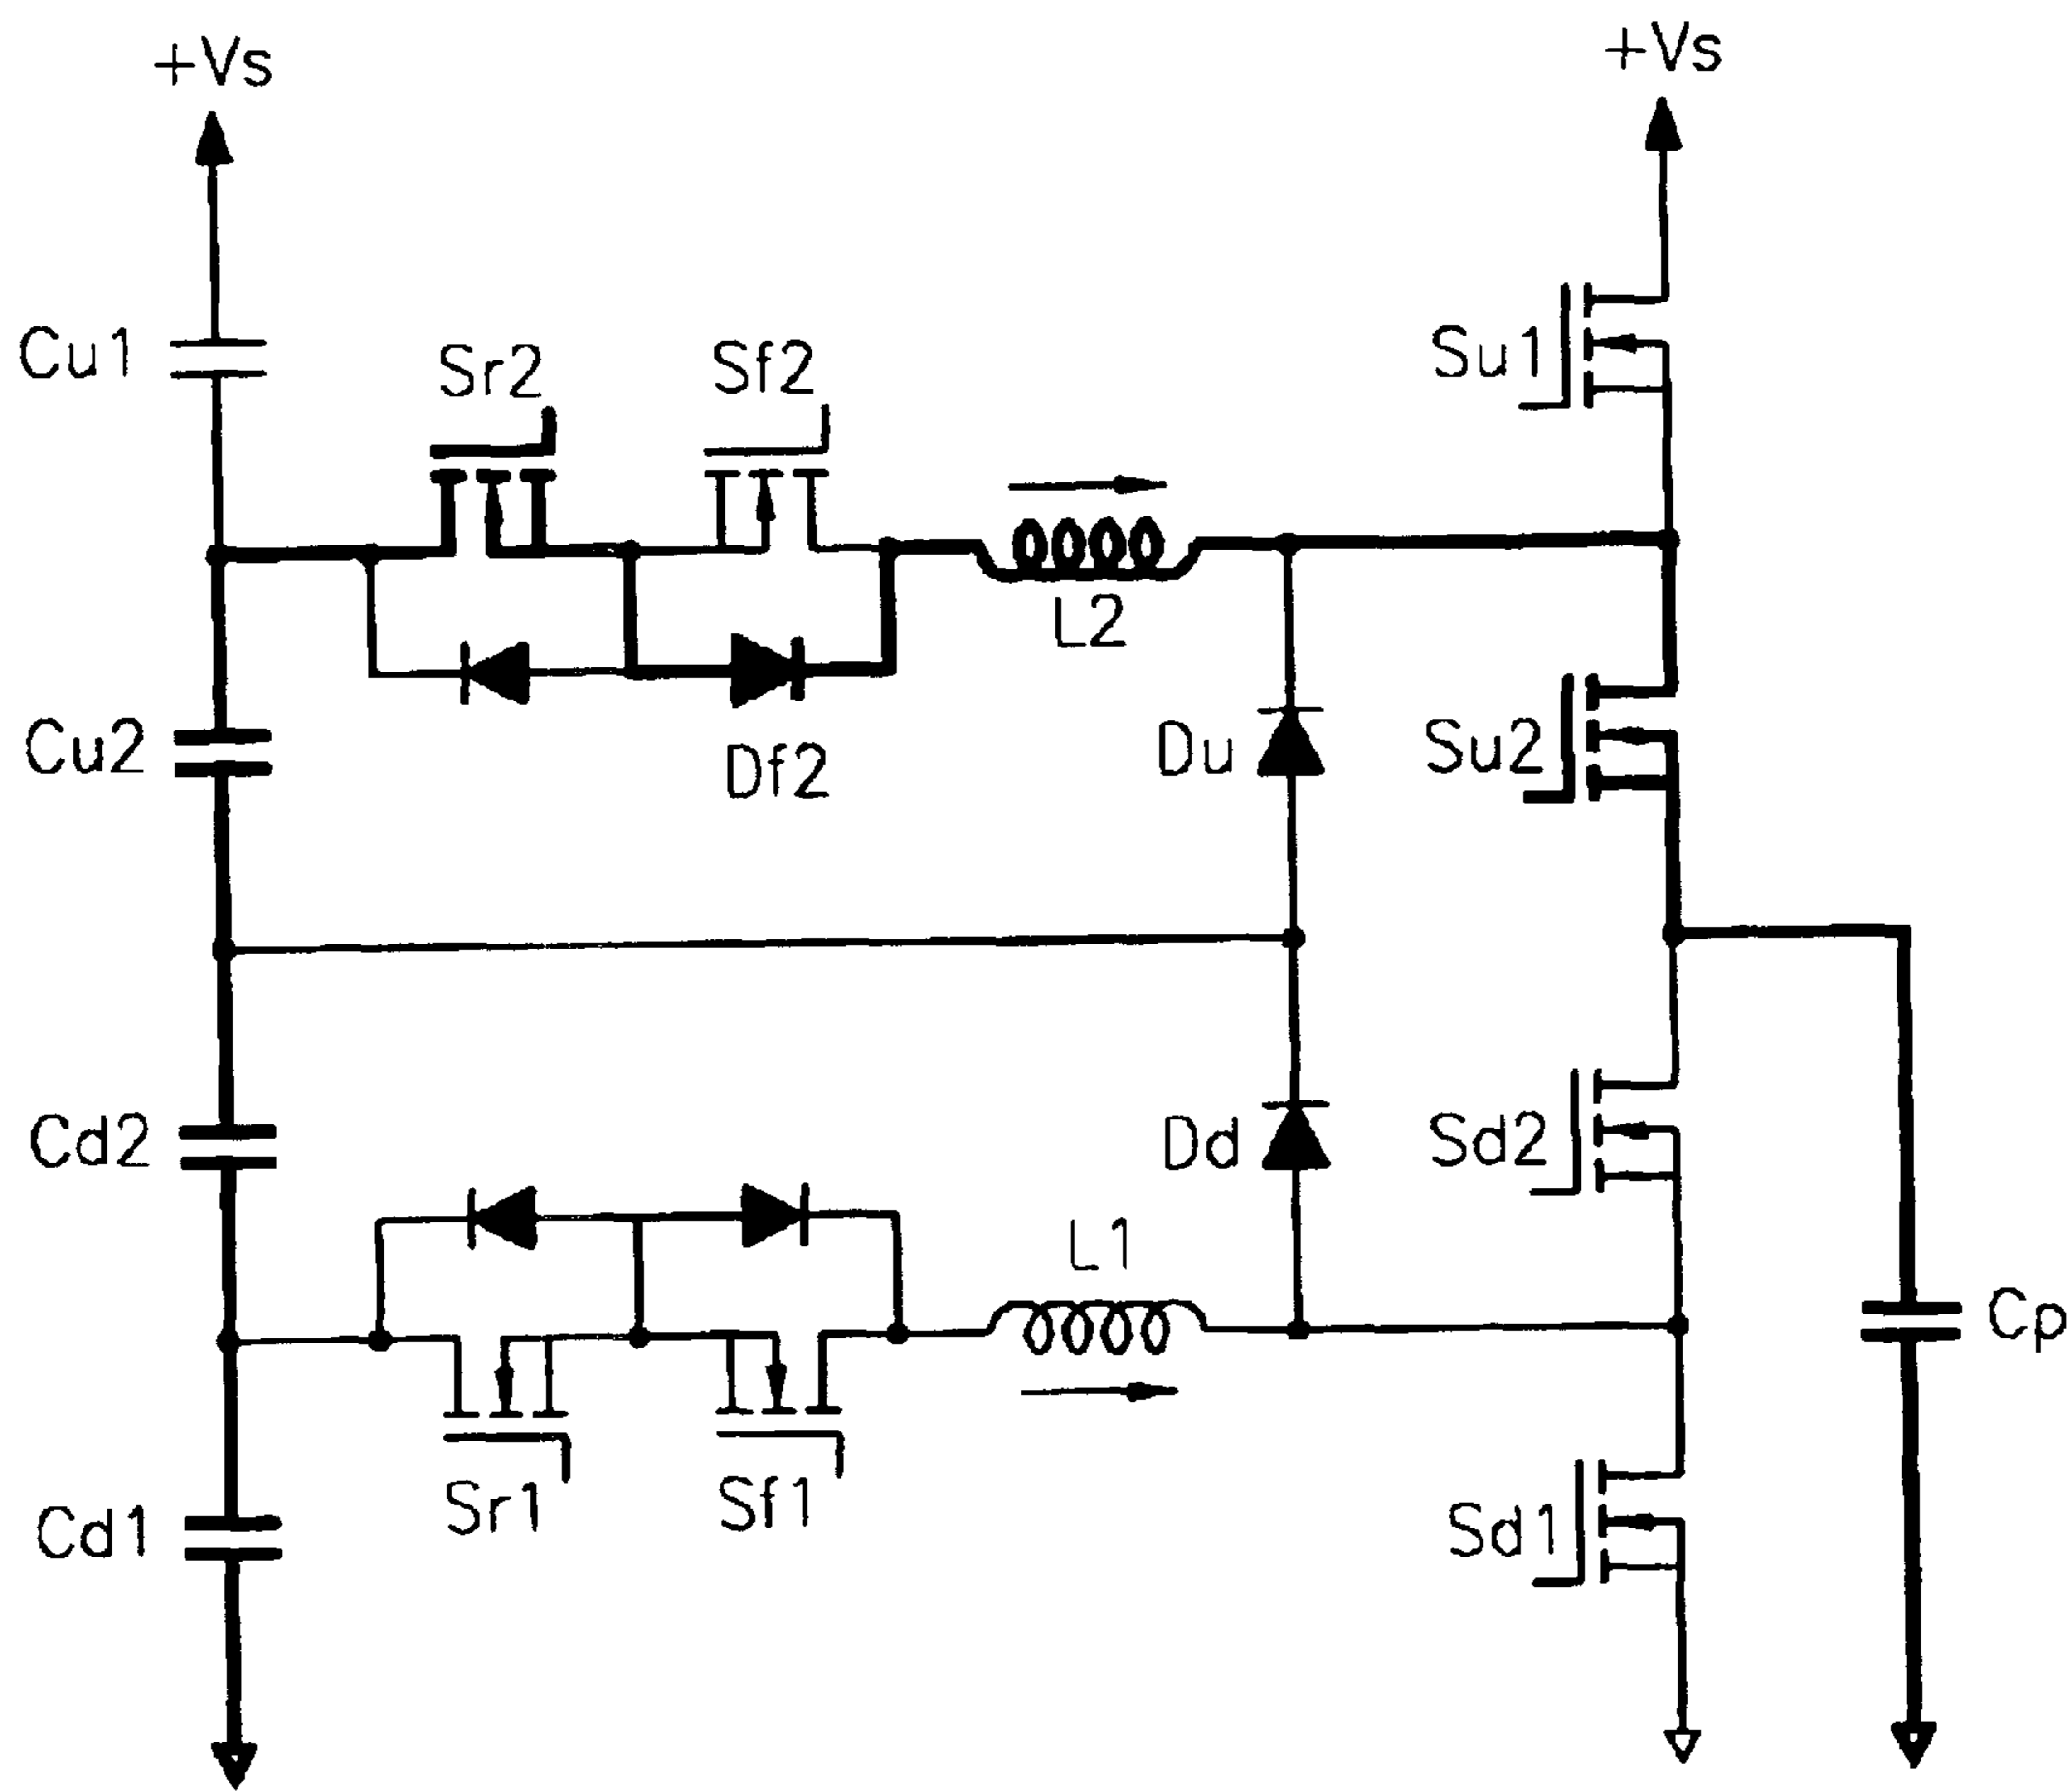 +Vs
+Vs
Cu1
Sr2
Sf2
Su1
L2
Cu2
Df2
Du
Su2
Cd2
Dd
Sd2
L1
Cp
Cd1
Sr1
Sf1
Sd1